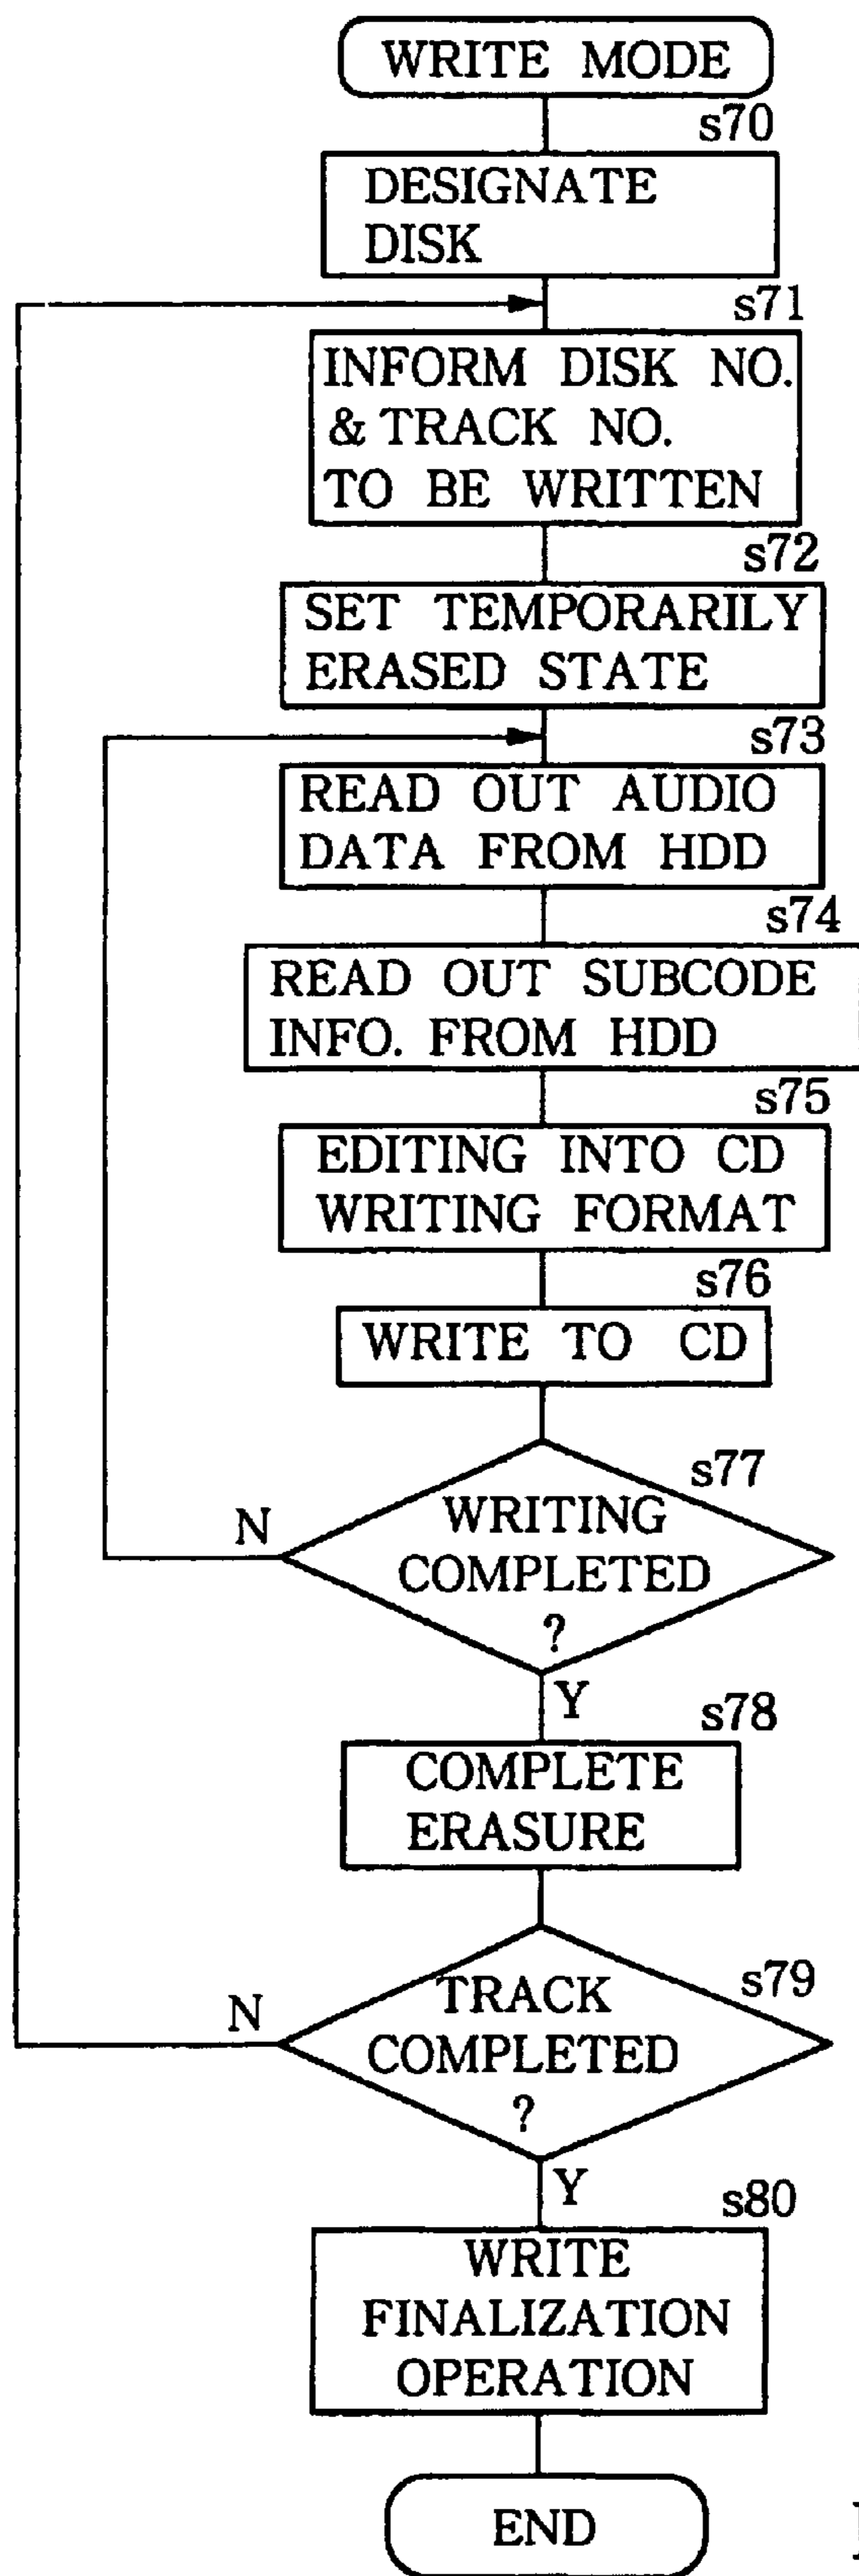 WRITE MODE
s70
DESIGNATE
DISK
s71
INFORM DISK NO.
& TRACK NO.
TO BE WRITTEN
s72
SET TEMPORARILY
ERASED STATE
s73
READ OUT AUDIO
DATA FROM HDD
s74
READ OUT SUBCODE
INFO. FROM HDD
s75
EDITING INTO CD
WRITING FORMAT
s76
WRITE TO CD
s77
WRITING
COMPLETED
?
N
Y
s78
COMPLETE
ERASURE
s79
TRACK
COMPLETED
?
N
Y
s80
WRITE
FINALIZATION
OPERATION
END